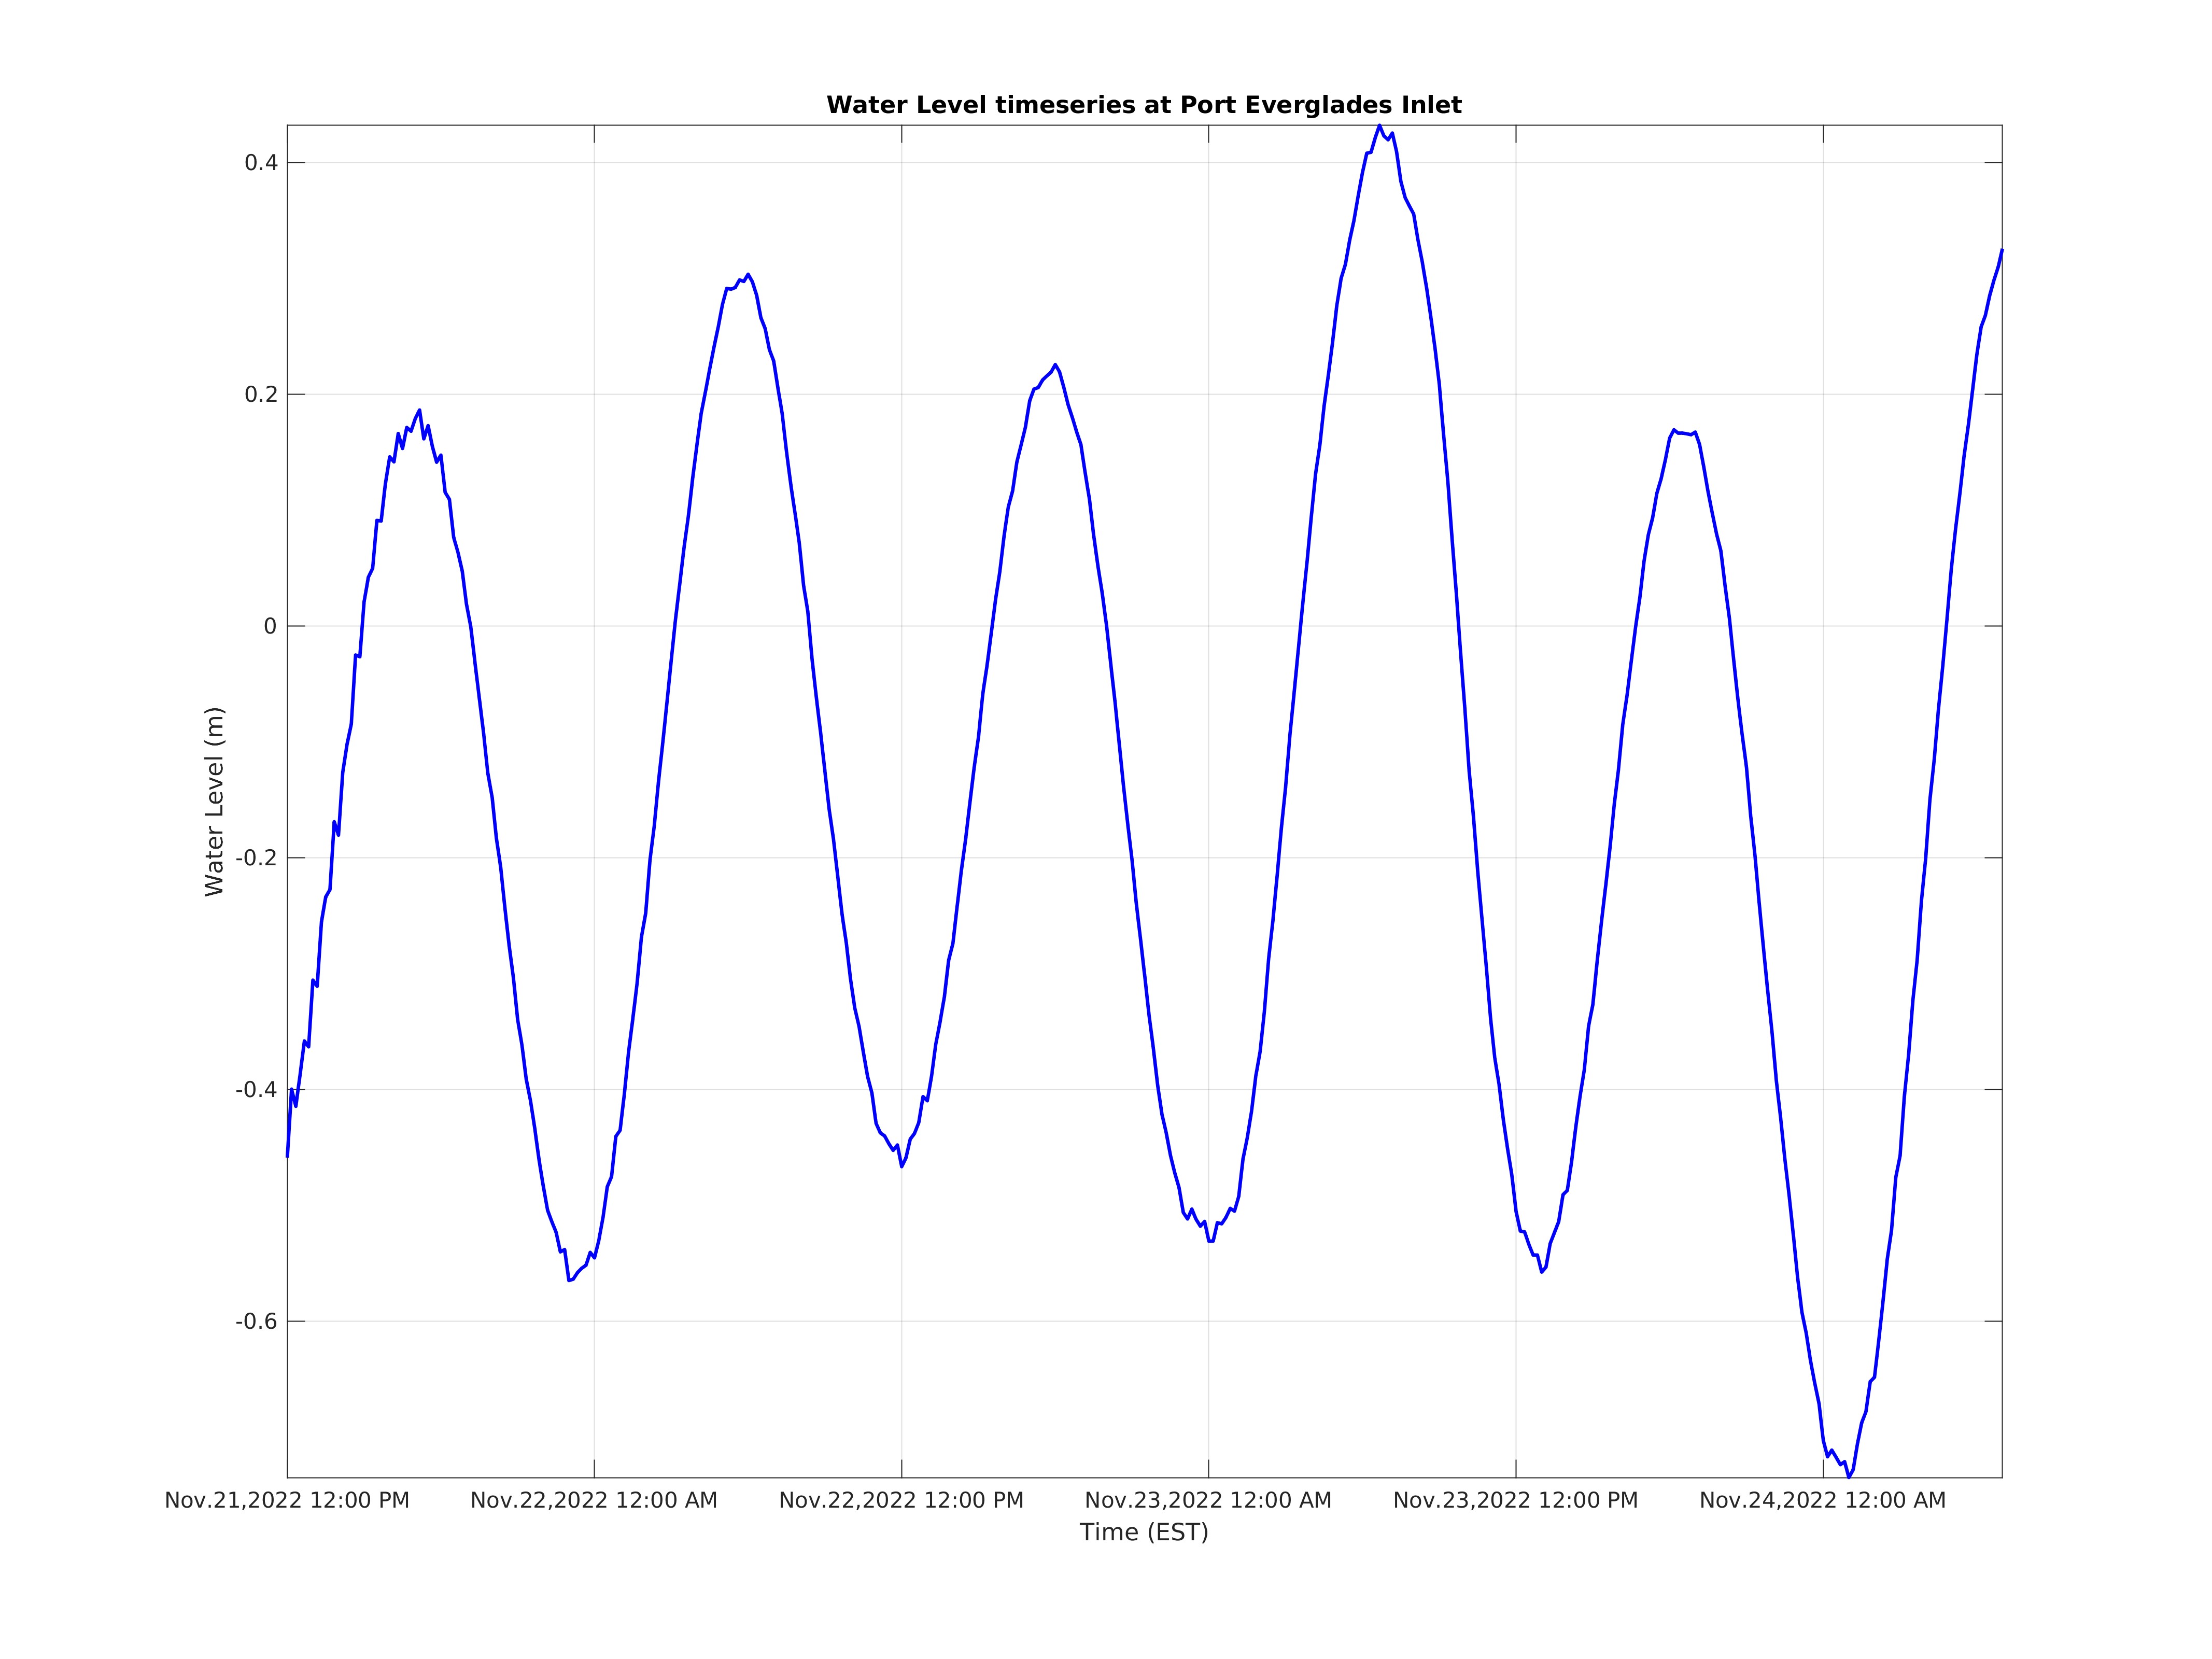 Water Level timeseries at Port Everglades Inlet
0.4
0.2
0
-0.2
-0.4
-0.6
Water Level (m)
Nov.21,2022 12:00 PM
Nov.22,2022 12:00 AM
Nov.22,2022 12:00 PM
Nov.23,2022 12:00 AM
Nov.23,2022 12:00 PM
Nov.24,2022 12:00 AM
Time (EST)